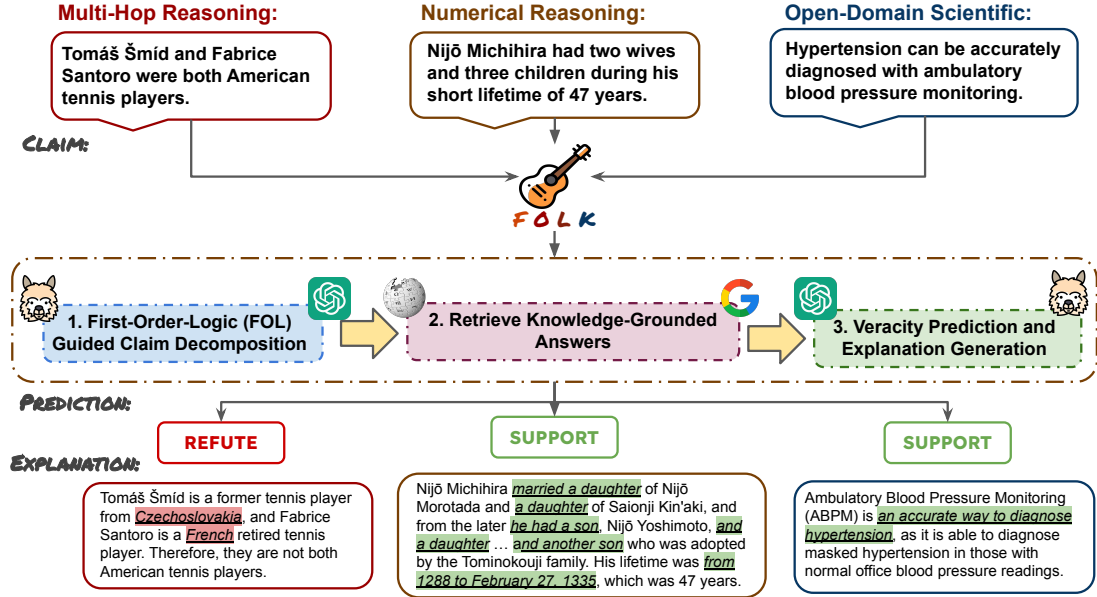 Multi-Hop Reasoning:
Numerical Reasoning:
Open-Domain Scientific:
Tomáš Šmíd and Fabrice
Santoro were both American
tennis players.
Nijō Michihira had two wives
and three children during his
short lifetime of 47 years.
Hypertension can be accurately
diagnosed with ambulatory
blood pressure monitoring.
CLAIM:
FOLK
1. First-Order-Logic (FOL)
Guided Claim Decomposition
2. Retrieve Knowledge-Grounded
Answers
3. Veracity Prediction and
Explanation Generation
PREDICTION:
REFUTE
SUPPORT
SUPPORT
EXPLANATION:
Tomáš Šmíd is a former tennis player
from Czechoslovakia, and Fabrice
Santoro is a French retired tennis
player. Therefore, they are not both
American tennis players.
Nijō Michihira married a daughter of Nijō
Morotada and a daughter of Saionji Kin'aki, and
from the later he had a son, Nijō Yoshimoto, and
a daughter … and another son who was adopted
by the Tominokouji family. His lifetime was from
1288 to February 27, 1335, which was 47 years.
Ambulatory Blood Pressure Monitoring
(ABPM) is an accurate way to diagnose
hypertension, as it is able to diagnose
masked hypertension in those with
normal office blood pressure readings.